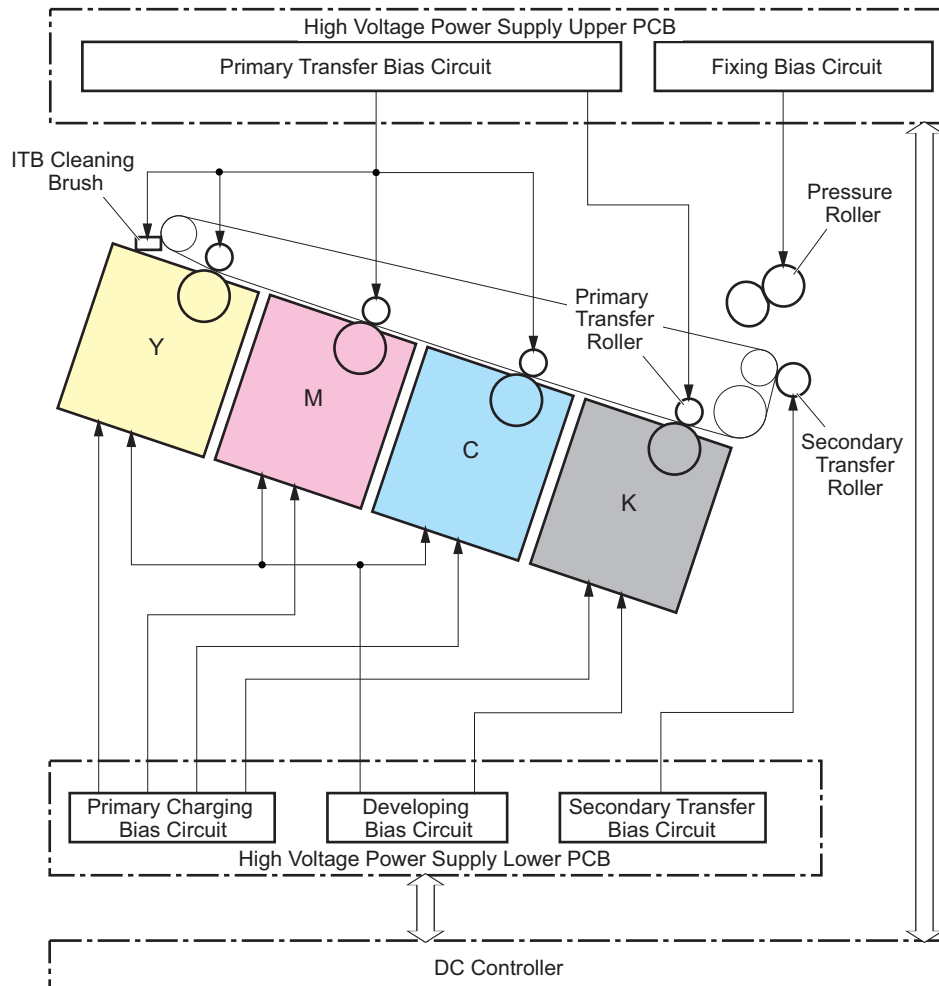 High Voltage Power Supply Upper PCB
Primary Transfer Bias Circuit
Fixing Bias Circuit
ITB Cleaning
Brush
Pressure
Roller
Primary
Transfer
Roller
Y
M
C
K
Secondary
Transfer
Roller
Primary Charging
Bias Circuit
Developing
Bias Circuit
Secondary Transfer
Bias Circuit
High Voltage Power Supply Lower PCB
DC Controller